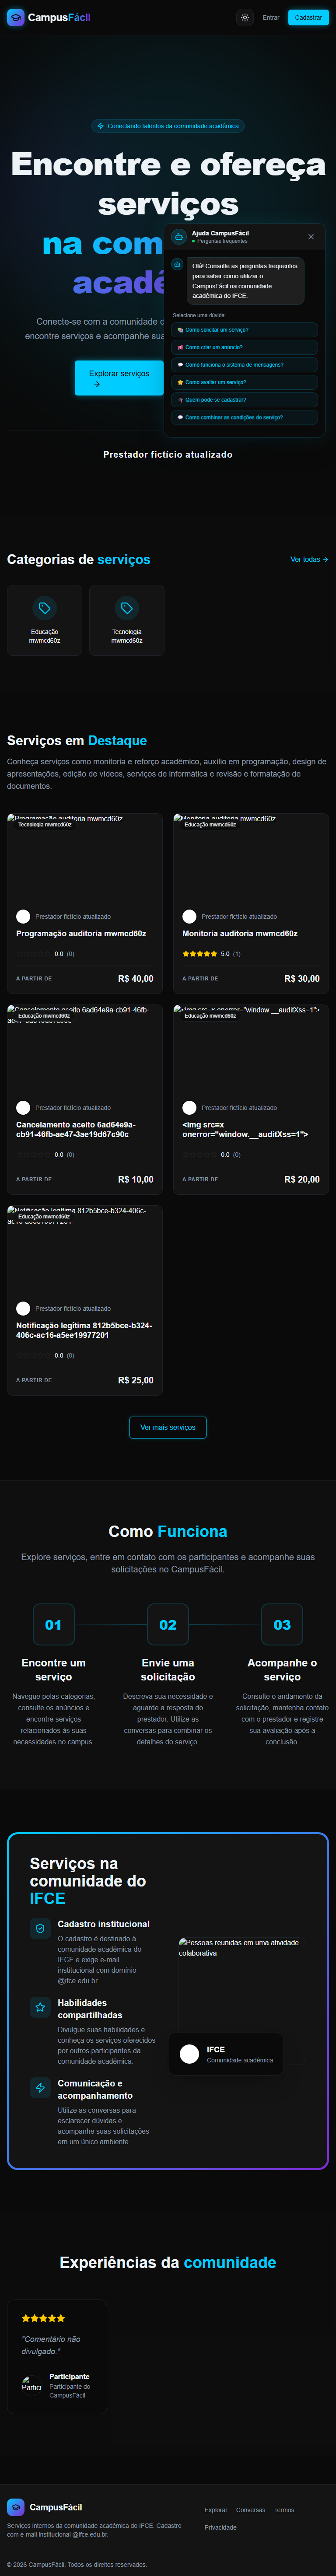 CampusFácil
Entrar
Cadastrar
Conectando talentos da comunidade acadêmica
Encontre e ofereça
serviços
na com
acadê
Conecte-se com a comunidade
encontre serviços e acompanhe sua
Explorar serviços →
Ajuda CampusFácil
Perguntas frequentes
Olá! Consulte as perguntas frequentes
para saber como utilizar o
CampusFácil na comunidade
acadêmica do IFCE.
Selecione uma dúvida:
Como solicitar um serviço?
Como criar um anúncio?
Como funciona o sistema de mensagens?
Como avaliar um serviço?
Quem pode se cadastrar?
Como combinar as condições do serviço?
Prestador fictício atualizado
Categorias de serviços
Ver todas →
Educação
mwmcd60z
Tecnologia
mwmcd60z
Serviços em Destaque
Conheça serviços como monitoria e reforço acadêmico, auxílio em programação, design de
apresentações, edição de vídeos, serviços de informática e revisão e formatação de
documentos.
Programação auditoria mwmcd60z
Tecnologia mwmcd60z
Prestador fictício atualizado
Programação auditoria mwmcd60z
0.0 (0)
A PARTIR DE
R$ 40,00
Monitoria auditoria mwmcd60z
Educação mwmcd60z
Prestador fictício atualizado
Monitoria auditoria mwmcd60z
5.0 (1)
A PARTIR DE
R$ 30,00
Cancelamento aceito 6ad64e9a-cb91-46fb-
Educação mwmcd60z
Prestador fictício atualizado
Cancelamento aceito 6ad64e9a-
cb91-46fb-ae47-3ae19d67c90c
0.0 (0)
A PARTIR DE
R$ 10,00
<img src=x onerror="window.__auditXss=1">
Educação mwmcd60z
Prestador fictício atualizado
<img src=x
onerror="window.__auditXss=1">
0.0 (0)
A PARTIR DE
R$ 20,00
Notificação legítima 812b5bce-b324-406c-
Educação mwmcd60z
Prestador fictício atualizado
Notificação legítima 812b5bce-b324-
406c-ac16-a5ee19977201
0.0 (0)
A PARTIR DE
R$ 25,00
Ver mais serviços
Como Funciona
Explore serviços, entre em contato com os participantes e acompanhe suas
solicitações no CampusFácil.
01
Encontre um
serviço
Navegue pelas categorias,
consulte os anúncios e
encontre serviços
relacionados às suas
necessidades no campus.
02
Envie uma
solicitação
Descreva sua necessidade e
aguarde a resposta do
prestador. Utilize as
conversas para combinar os
detalhes do serviço.
03
Acompanhe o
serviço
Consulte o andamento da
solicitação, mantenha contato
com o prestador e registre
sua avaliação após a
conclusão.
Serviços na
comunidade do
IFCE
Cadastro institucional
O cadastro é destinado à
comunidade acadêmica do
IFCE e exige e-mail
institucional com domínio
@ifce.edu.br.
Habilidades
compartilhadas
Divulgue suas habilidades e
conheça os serviços oferecidos
por outros participantes da
comunidade acadêmica.
Comunicação e
acompanhamento
Utilize as conversas para
esclarecer dúvidas e
acompanhe suas solicitações
em um único ambiente.
Pessoas reunidas em uma atividade
colaborativa
IFCE
Comunidade acadêmica
Experiências da comunidade
"Comentário não
divulgado."
Partici
Participante
Participante do
CampusFácil
CampusFácil
Serviços internos da comunidade acadêmica do IFCE. Cadastro
com e-mail institucional @ifce.edu.br.
Explorar
Conversas
Termos
Privacidade
© 2026 CampusFácil. Todos os direitos reservados.